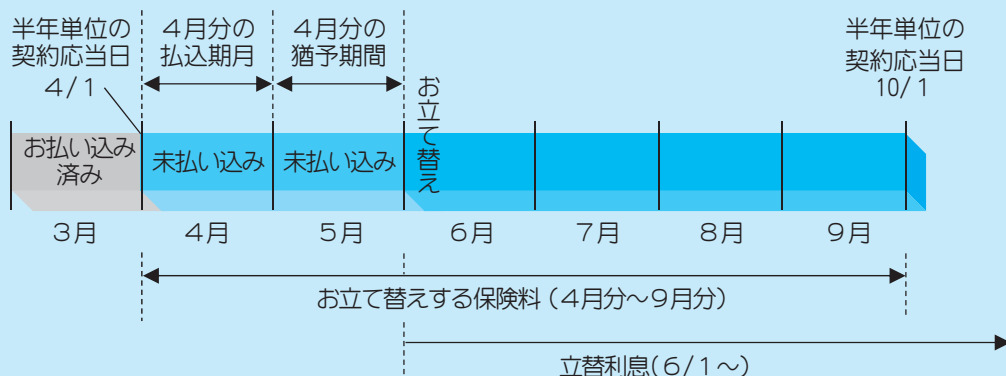 半年単位の
契約応当日
4/1
4月分の
払込期月
4月分の
猶予期間
お立て替え
半年単位の
契約応当日
10/1
お払い込み
済み
未払い込み
未払い込み
3月
4月
5月
6月
7月
8月
9月
お立て替えする保険料（4月分～9月分）
立替利息（6/1～）